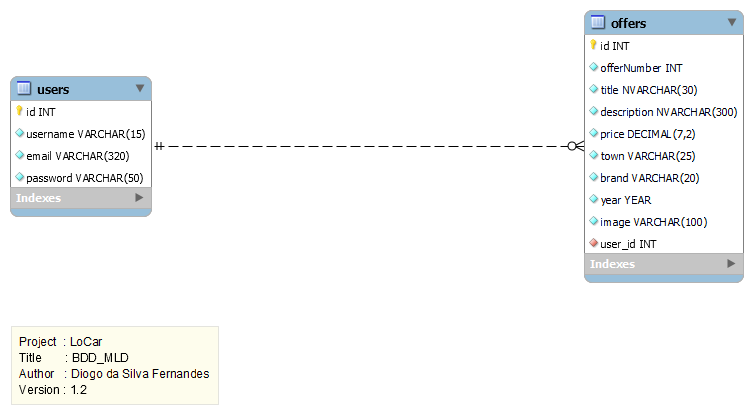 users
id INT
username VARCHAR(15)
email VARCHAR(320)
password VARCHAR(50)
Indexes
offers
id INT
offerNumber INT
title NVARCHAR(30)
description NVARCHAR(300)
price DECIMAL(7,2)
town VARCHAR(25)
brand VARCHAR(20)
year YEAR
image VARCHAR(100)
user_id INT
Indexes
Project : LoCar
Title : BDD_MLD
Author : Diogo da Silva Fernandes
Version : 1.2